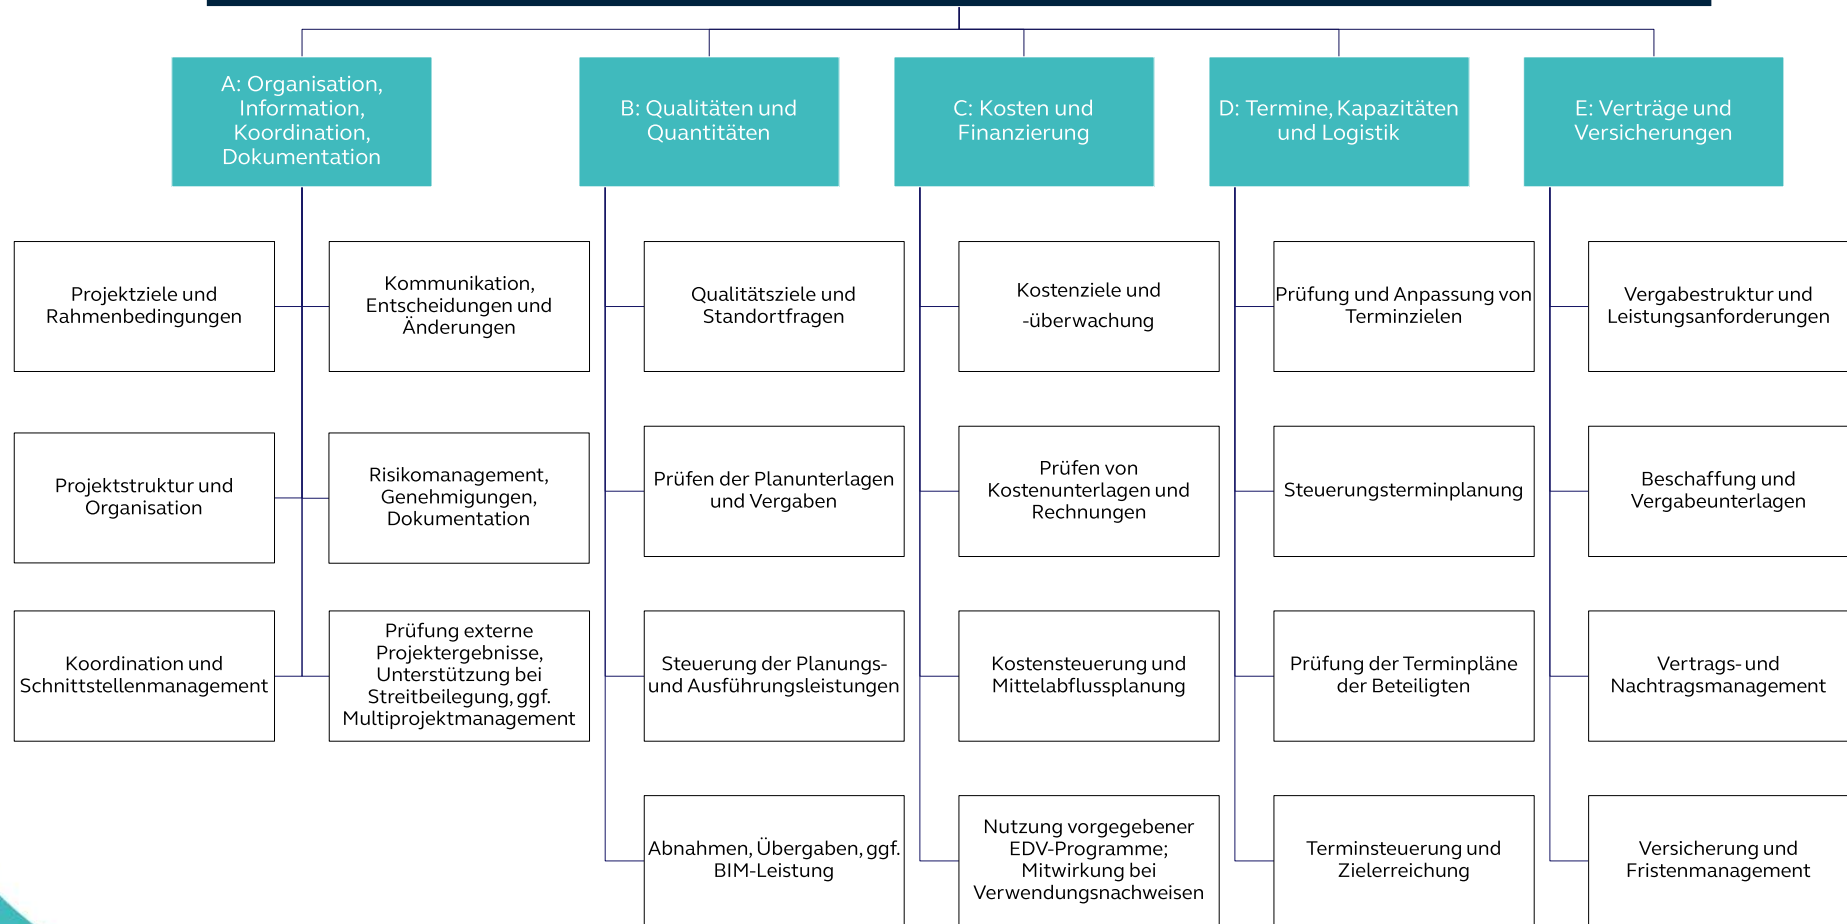 A: Organisation,
Information,
Koordination,
Dokumentation
B: Qualitäten und
Quantitäten
C: Kosten und
Finanzierung
D: Termine, Kapazitäten
und Logistik
E: Verträge und
Versicherungen
Projektziele und
Rahmenbedingungen
Kommunikation,
Entscheidungen und
Änderungen
Qualitätsziele und
Standortfragen
Kostenziele und
-überwachung
Prüfung und Anpassung von
Terminzielen
Vergabestruktur und
Leistungsanforderungen
Projektstruktur und
Organisation
Risikomanagement,
Genehmigungen,
Dokumentation
Prüfen der Planunterlagen
und Vergaben
Prüfen von
Kostenunterlagen und
Rechnungen
Steuerungsterminplanung
Beschaffung und
Vergabeunterlagen
Koordination und
Schnittstellenmanagement
Prüfung externe
Projektergebnisse,
Unterstützung bei
Streitbeilegung, ggf.
Multiprojektmanagement
Steuerung der Planungs-
und Ausführungsleistungen
Kostensteuerung und
Mittelabflussplanung
Prüfung der Terminpläne
der Beteiligten
Vertrags- und
Nachtragsmanagement
Abnahmen, Übergaben, ggf.
BIM-Leistung
Nutzung vorgegebener
EDV-Programme;
Mitwirkung bei
Verwendungsnachweisen
Terminsteuerung und
Zielerreichung
Versicherung und
Fristenmanagement